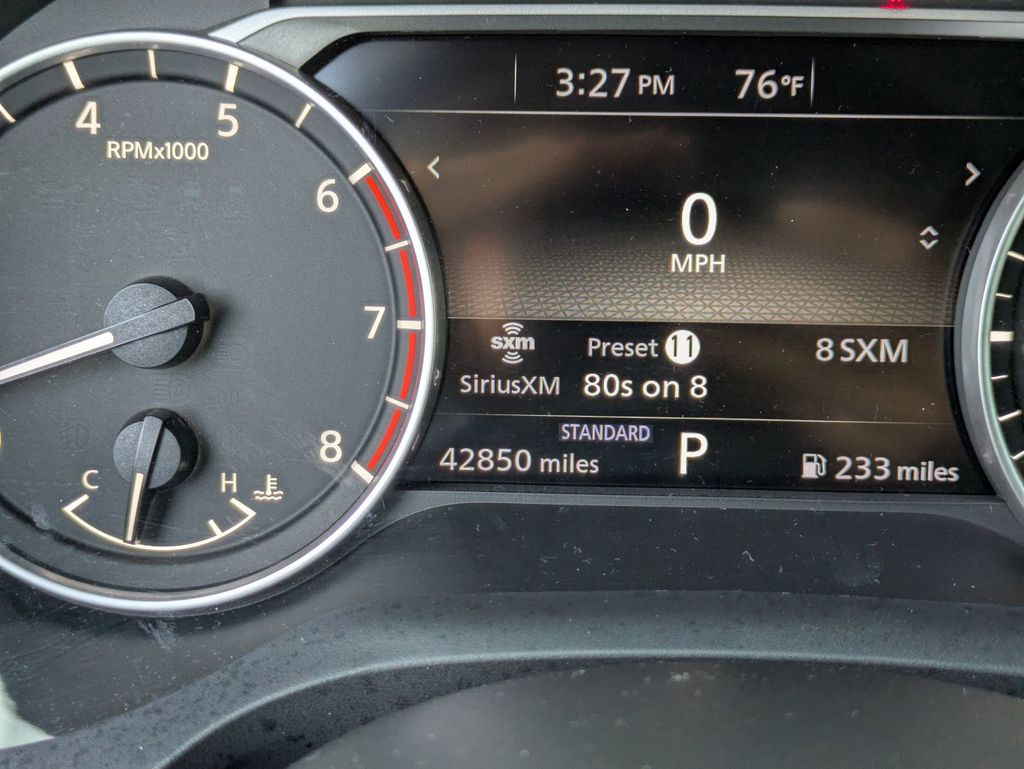 3:27 PM 76°F
4 5
RPMx1000
6
0
MPH
7
sxm Preset 11 8 SXM
SiriusXM 80s on 8
STANDARD
8
42850 miles P 233 miles
C H